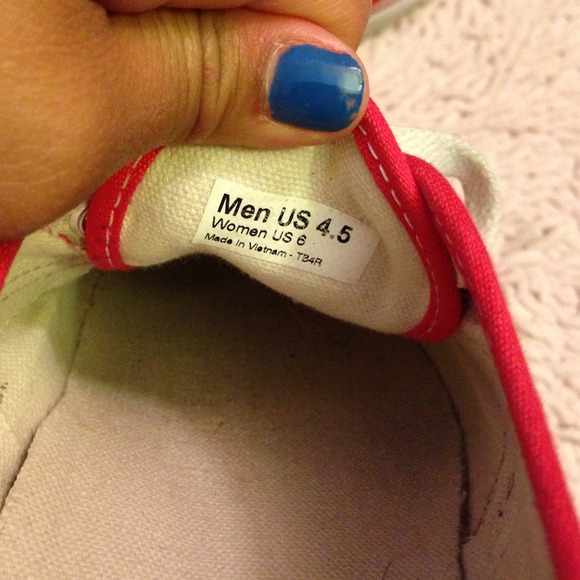 Men US 4.5
Women US 6
Made in Vietnam - TB4R